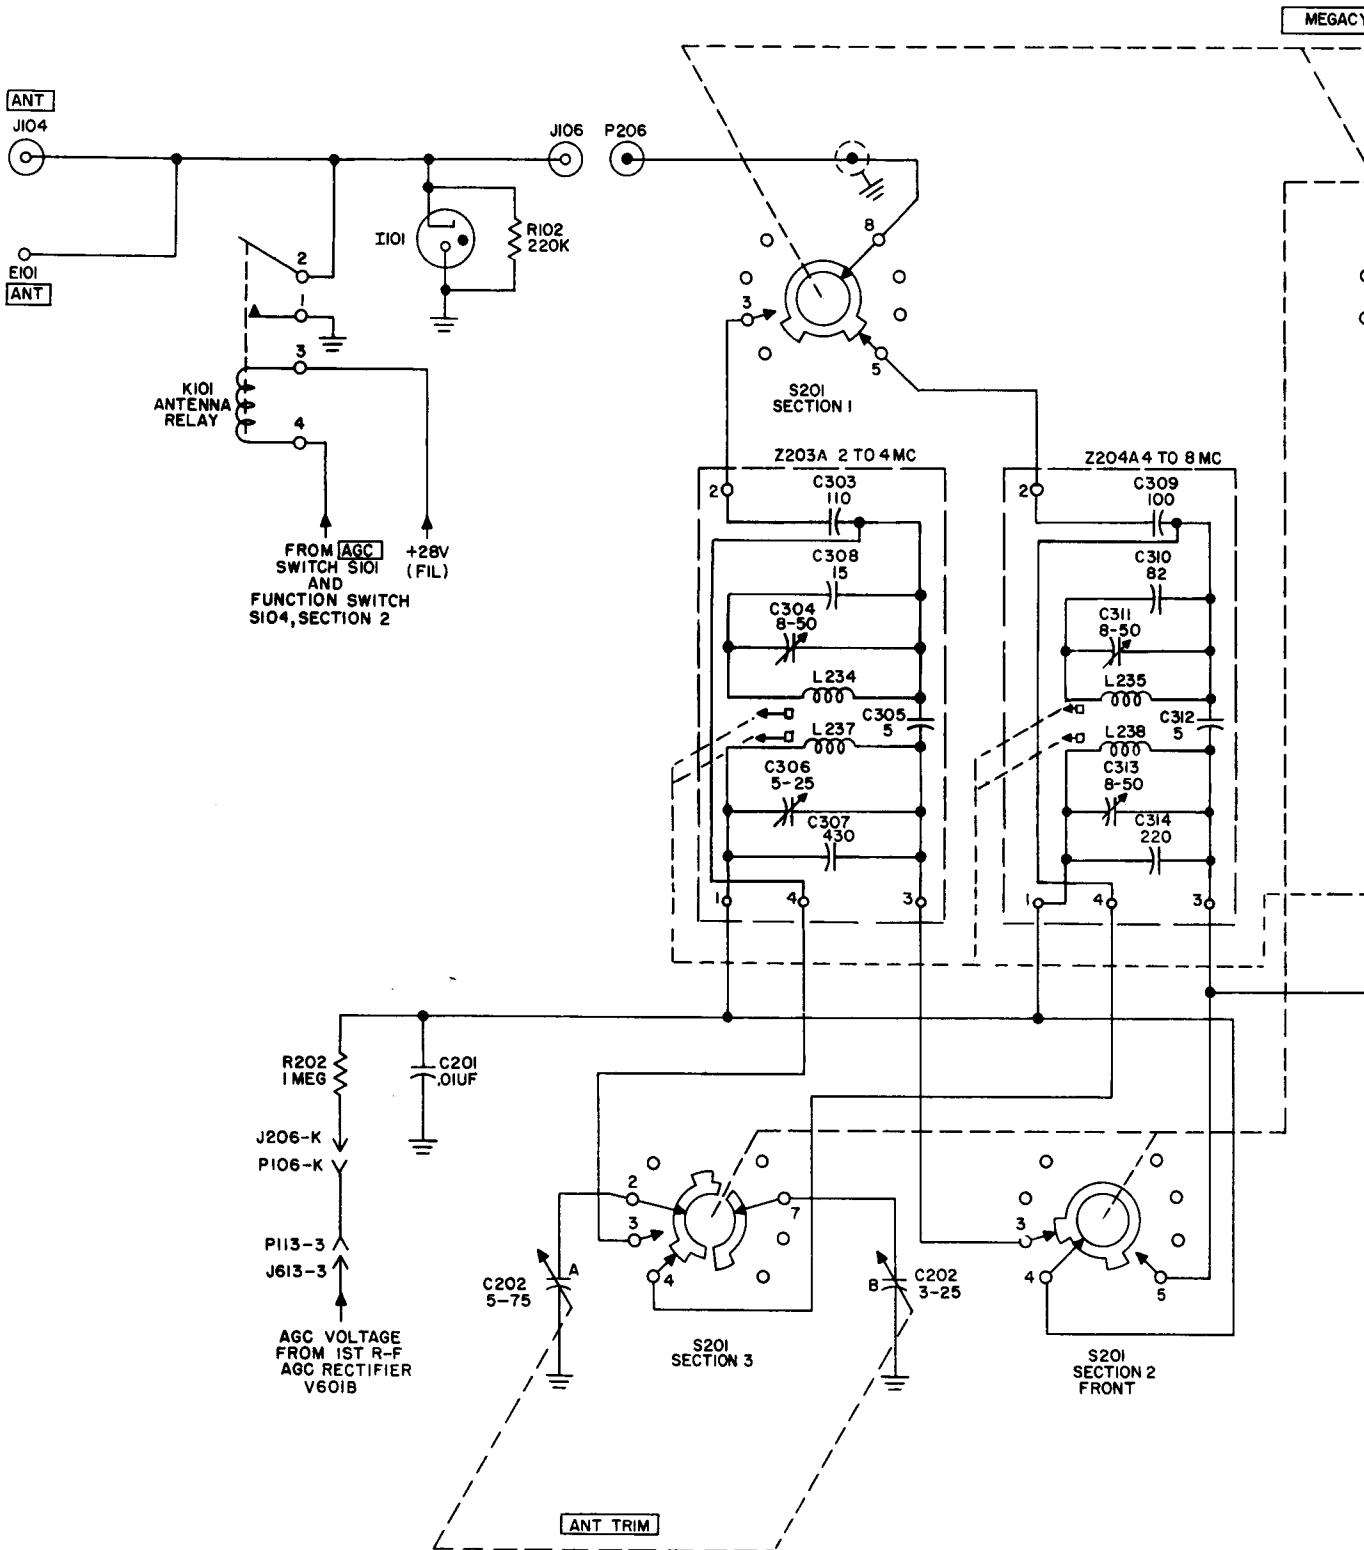 MEGACY
ANT
J104
J106
P206
I101
R102
220K
E101
ANT
8
2
1
3
3
5
K101
ANTENNA
RELAY
4
S201
SECTION 1
Z203A 2 TO 4 MC
Z204A 4 TO 8 MC
2
C303
110
2
C309
100
FROM AGC
SWITCH S101
AND
FUNCTION SWITCH
S104, SECTION 2
+28V
(FIL)
C308
15
C310
82
C304
8-50
C311
8-50
L234
L235
C305
5
C312
5
L237
L238
C306
5-25
C313
8-50
C307
430
C314
220
1
4
3
1
4
3
R202
1 MEG
C201
.01UF
J206-K
P106-K
2
7
3
3
P113-3
J613-3
4
4
5
C202
5-75
A
B
C202
3-25
AGC VOLTAGE
FROM 1ST R-F
AGC RECTIFIER
V601B
S201
SECTION 3
S201
SECTION 2
FRONT
ANT TRIM